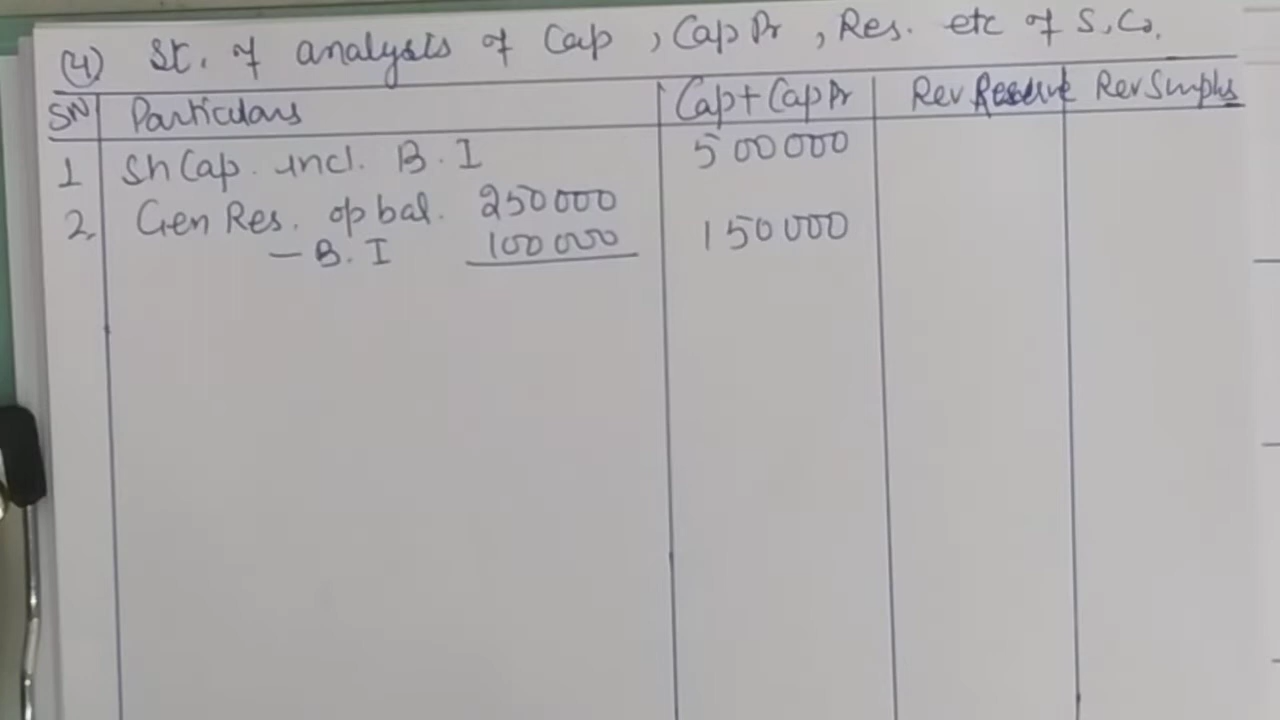 (4) St. of analysis of Cap, Cap Pr, Res. etc of S.Co.
SN Particulars Cap+Cap Pr Rev Reserve Rev Surplus
1 Sh Cap. incl. B.I 500000
2. Gen Res. op bal. 250000
— B.I 100000 150000